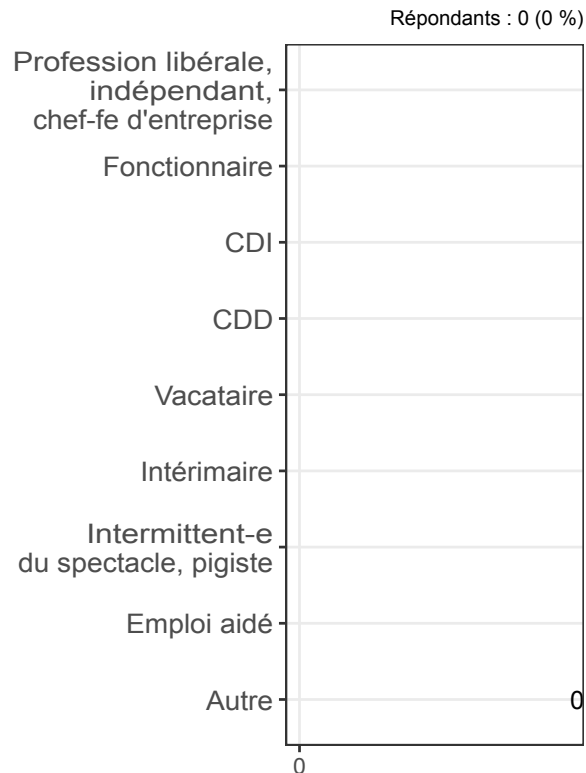 Répondants : 0 (0 %)
Profession libérale,
indépendant,
chef-fe d'entreprise
Fonctionnaire
CDI
CDD
Vacataire
Intérimaire
Intermittent-e
du spectacle, pigiste
Emploi aidé
Autre
0
0